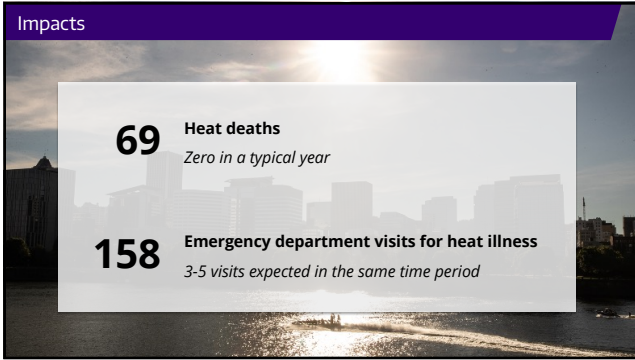 Impacts
69
Heat deaths
Zero in a typical year
158
Emergency department visits for heat illness
3-5 visits expected in the same time period